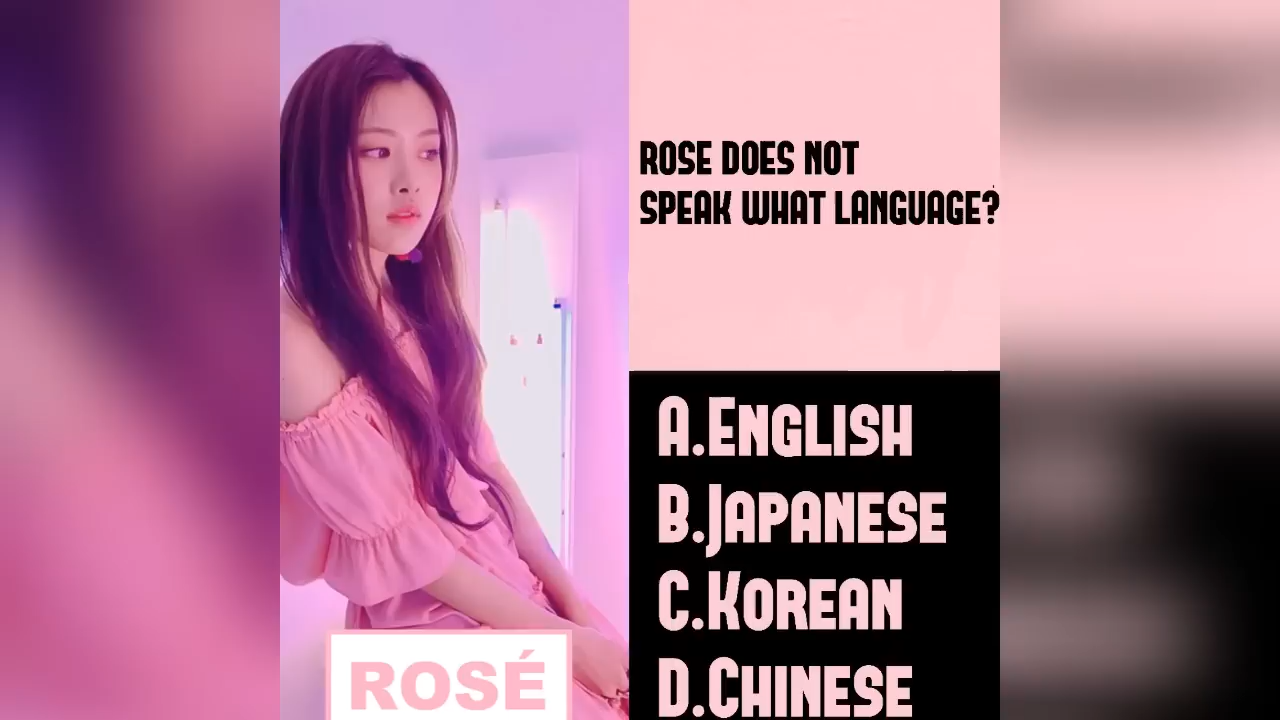 ROSE DOES NOT
SPEAK WHAT LANGUAGE?
A.ENGLISH
B.JAPANESE
C.KOREAN
D.CHINESE
ROSÉ